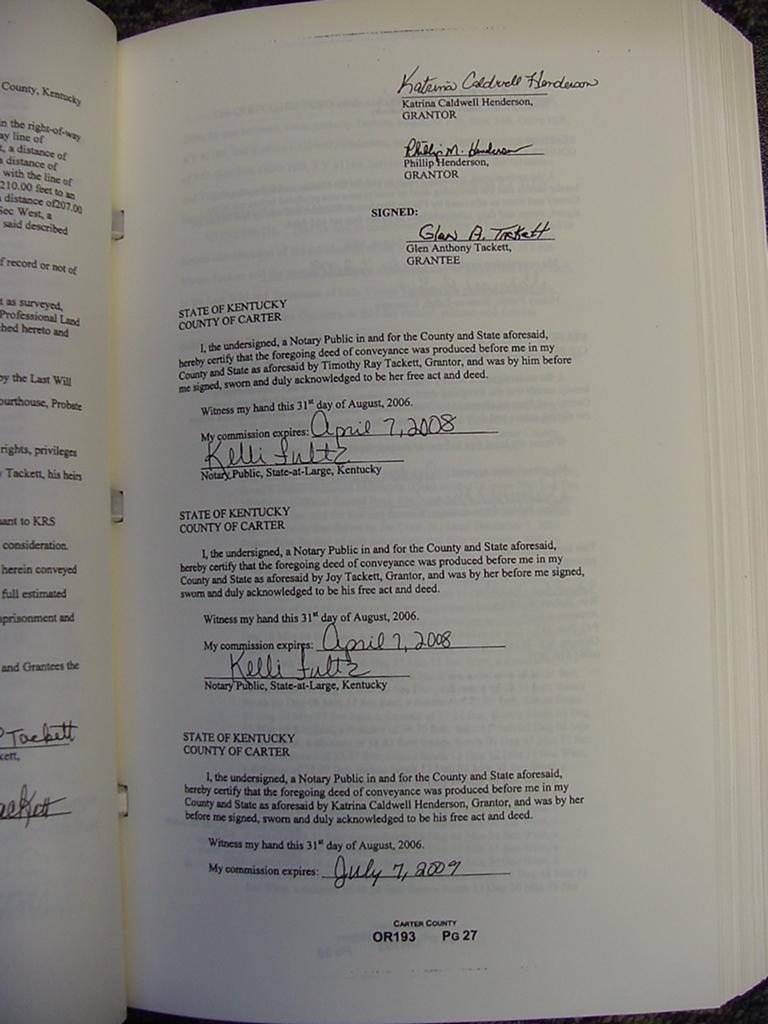 County, Kentucky
in the right-of-way
line of
a distance of
distance of
with the line of
210.00 feet to an
distance of207.00
Sec West, a
said described
of record or not of
as surveyed,
Professional Land
hereto and
by the Last Will
Courthouse, Probate
rights, privileges
Tackett, his heirs
to KRS
consideration.
herein conveyed
full estimated
and
and Grantees the
Tackett
Katrina Caldwell Henderson
Katrina Caldwell Henderson,
GRANTOR
Phillip M. Henderson
Phillip Henderson,
GRANTOR
SIGNED:
Glen A. Tackett
Glen Anthony Tackett,
GRANTEE
STATE OF KENTUCKY
COUNTY OF CARTER
I, the undersigned, a Notary Public in and for the County and State aforesaid,
hereby certify that the foregoing deed of conveyance was produced before me in my
County and State as aforesaid by Timothy Ray Tackett, Grantor, and was by him before
me signed, sworn and duly acknowledged to be her free act and deed.
Witness my hand this 31st day of August, 2006.
My commission expires: April 7, 2008
Kelli Fultz
Notary Public, State-at-Large, Kentucky
STATE OF KENTUCKY
COUNTY OF CARTER
I, the undersigned, a Notary Public in and for the County and State aforesaid,
hereby certify that the foregoing deed of conveyance was produced before me in my
County and State as aforesaid by Joy Tackett, Grantor, and was by her before me signed,
sworn and duly acknowledged to be his free act and deed.
Witness my hand this 31st day of August, 2006.
My commission expires: April 7, 2008
Kelli Fultz
Notary Public, State-at-Large, Kentucky
STATE OF KENTUCKY
COUNTY OF CARTER
I, the undersigned, a Notary Public in and for the County and State aforesaid,
hereby certify that the foregoing deed of conveyance was produced before me in my
County and State as aforesaid by Katrina Caldwell Henderson, Grantor, and was by her
before me signed, sworn and duly acknowledged to be his free act and deed.
Witness my hand this 31st day of August, 2006.
My commission expires: July 7, 2009
CARTER COUNTY
OR193 PG 27